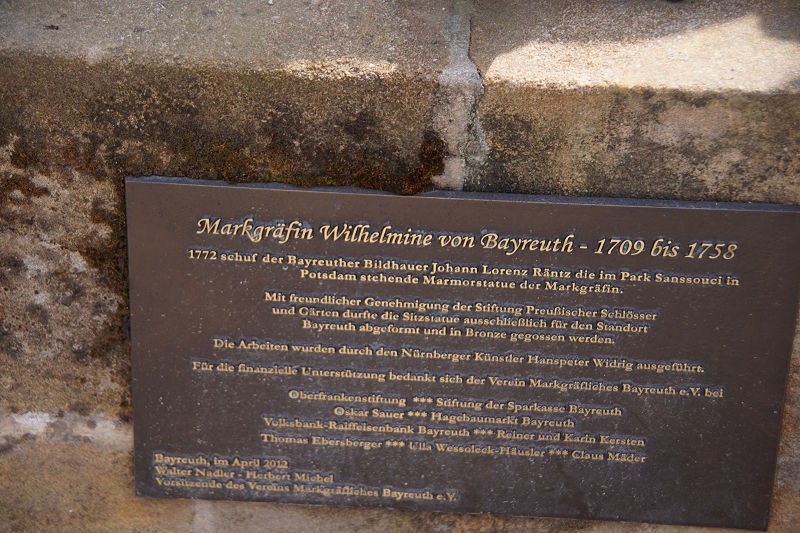 Markgräfin Wilhelmine von Bayreuth - 1709 bis 1758
1772 schuf der Bayreuther Bildhauer Johann Lorenz Räntz die im Park Sanssouci in
Potsdam stehende Marmorstatue der Markgräfin.
Mit freundlicher Genehmigung der Stiftung Preußischer Schlösser
und Gärten durfte die Sitzstatue ausschließlich für den Standort
Bayreuth abgeformt und in Bronze gegossen werden.
Die Arbeiten wurden durch den Nürnberger Künstler Hanspeter Widrig ausgeführt.
Für die finanzielle Unterstützung bedankt sich der Verein Markgräfliches Bayreuth e.V. bei
Oberfrankenstiftung *** Stiftung der Sparkasse Bayreuth
Oskar Sauer *** Hagebaumarkt Bayreuth
Volksbank-Raiffeisenbank Bayreuth *** Reiner und Karin Kersten
Thomas Ebersberger *** Ulla Wessoleck-Häusler *** Claus Mäder
Bayreuth, im April 2012
Walter Nadler - Herbert Michel
Vorsitzende des Vereins Markgräfliches Bayreuth e.V.